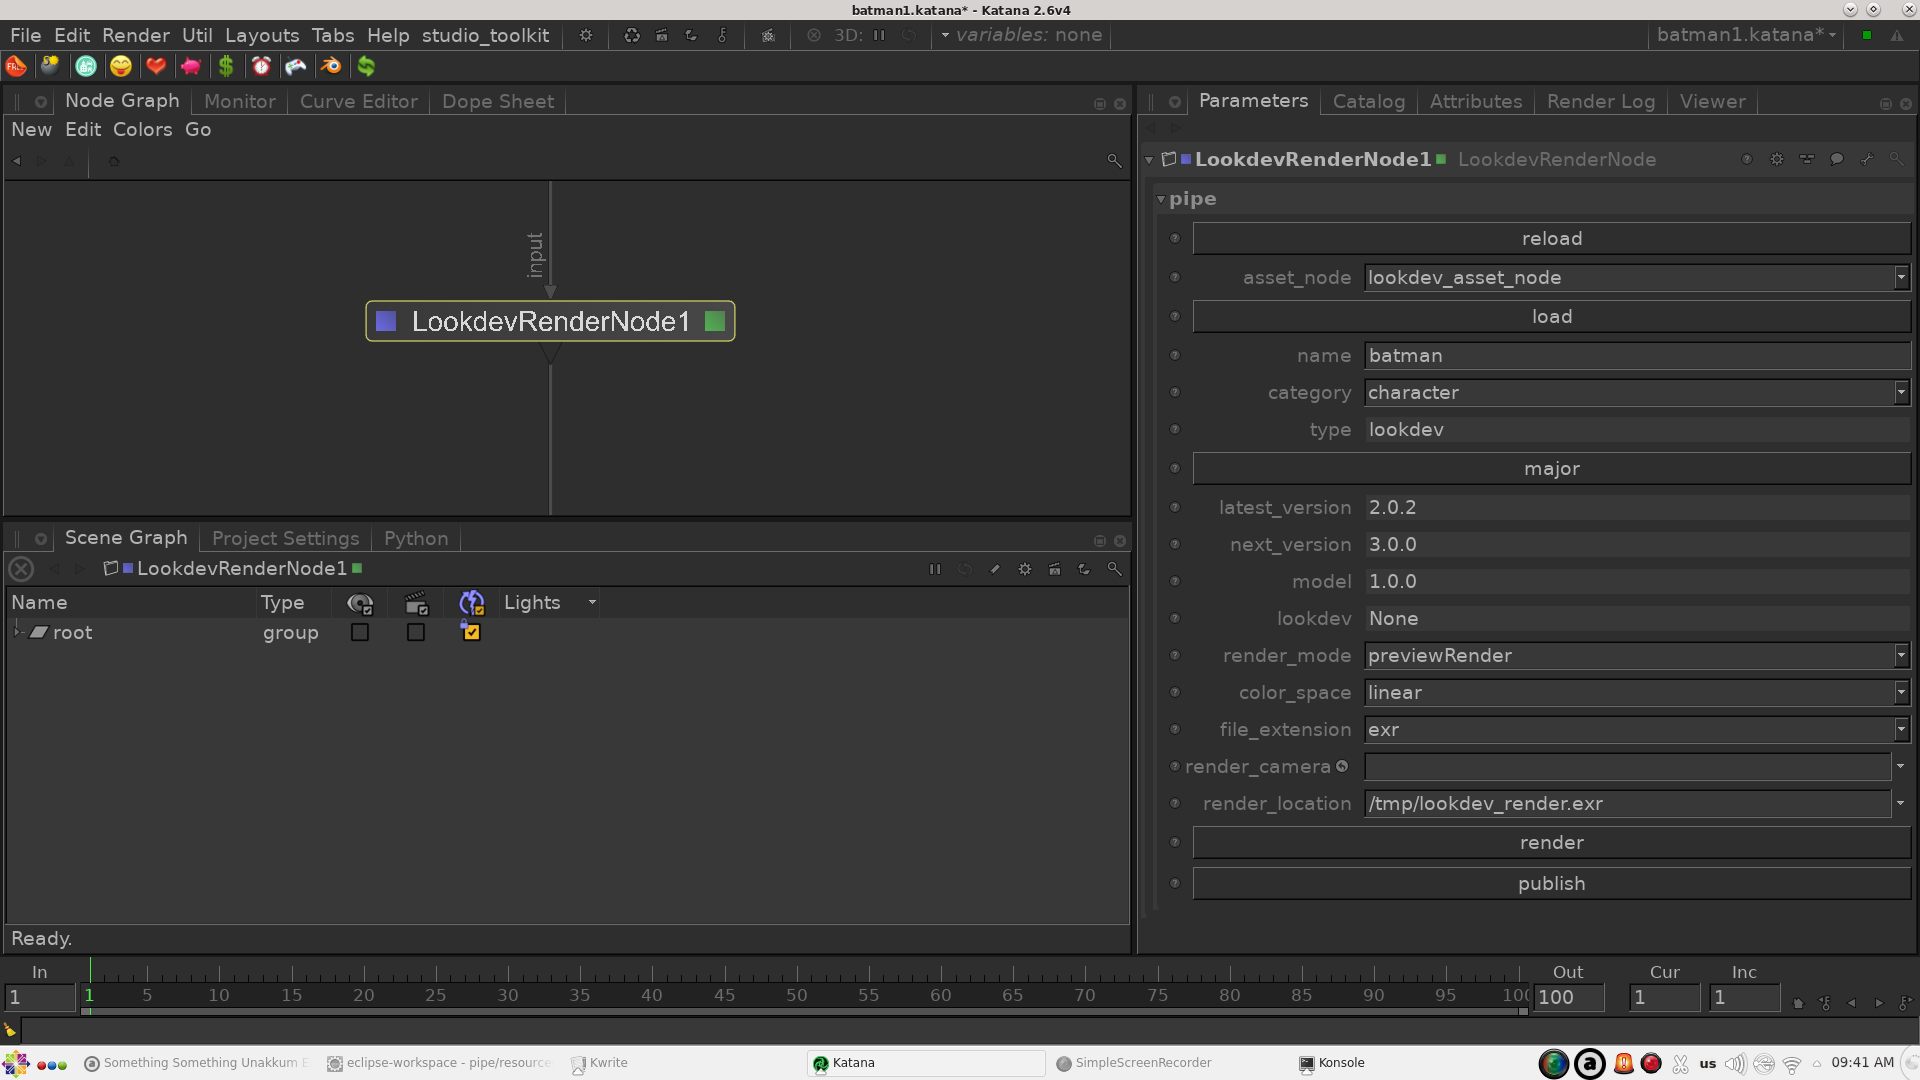 batman1.katana* - Katana 2.6v4
File Edit Render Util Layouts Tabs Help studio_toolkit 3D: variables: none batman1.katana*
FREE
Node Graph Monitor Curve Editor Dope Sheet
New Edit Colors Go
input
LookdevRenderNode1
Scene Graph Project Settings Python
LookdevRenderNode1
Name Type Lights
root group
Ready.
Parameters Catalog Attributes Render Log Viewer
LookdevRenderNode1 LookdevRenderNode
pipe
reload
asset_node lookdev_asset_node
load
name batman
category character
type lookdev
major
latest_version 2.0.2
next_version 3.0.0
model 1.0.0
lookdev None
render_mode previewRender
color_space linear
file_extension exr
render_camera
render_location /tmp/lookdev_render.exr
render
publish
In Out Cur Inc
1 1 5 10 15 20 25 30 35 40 45 50 55 60 65 70 75 80 85 90 95 100 100 1 1
Something Something Unakkum E eclipse-workspace - pipe/resource Kwrite Katana SimpleScreenRecorder Konsole us 09:41 AM